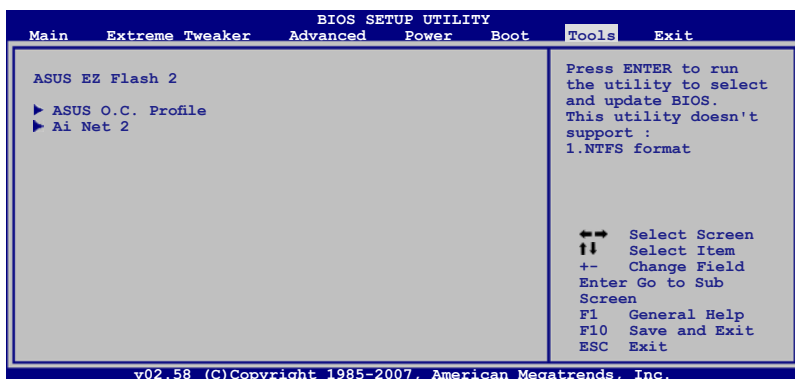 BIOS SETUP UTILITY
Main Extreme Tweaker Advanced Power Boot Tools Exit
ASUS EZ Flash 2
ASUS O.C. Profile
Ai Net 2
Press ENTER to run
the utility to select
and update BIOS.
This utility doesn't
support :
1.NTFS format
Select Screen
Select Item
+- Change Field
Enter Go to Sub
Screen
F1 General Help
F10 Save and Exit
ESC Exit
v02.58 (C)Copyright 1985-2007, American Megatrends, Inc.